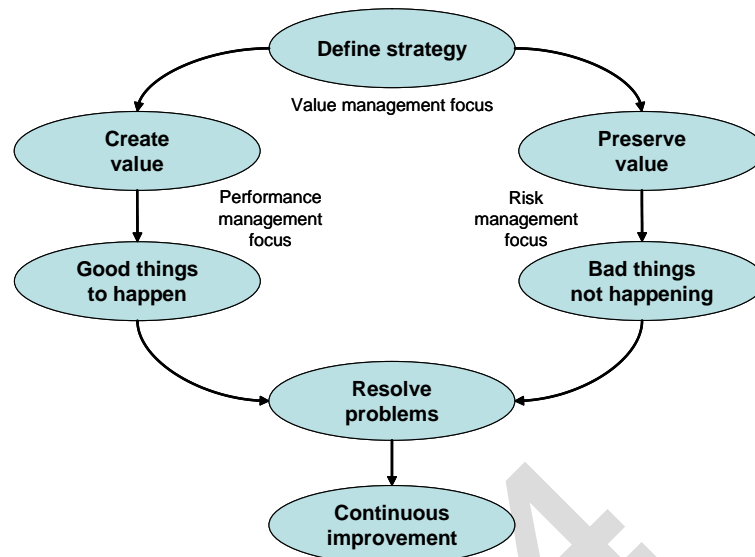 Define strategy
Value management focus
Create
value
Preserve
value
Performance
management
focus
Risk
management
focus
Good things
to happen
Bad things
not happening
Resolve
problems
Continuous
improvement